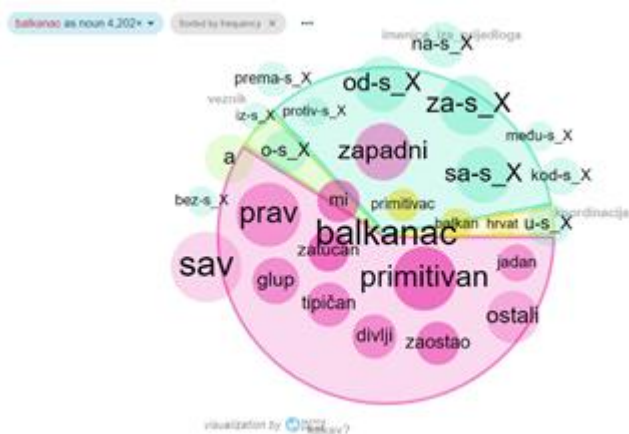 balkanac as noun 4,202×
Sorted by frequency ×
imenica_iza_prijedloga
na-s_X
prema-s_X
od-s_X
za-s_X
veznik
iz-s_X
protiv-s_X
među-s_X
a
o-s_X
zapadni
sa-s_X
kod-s_X
bez-s_X
mi
primitivac
koordinacija
prav
balkan
hrvat
u-s_X
balkanac
sav
zatucan
primitivan
jadan
glup
tipičan
ostali
divlji
zaostao
visualization by
kakav?